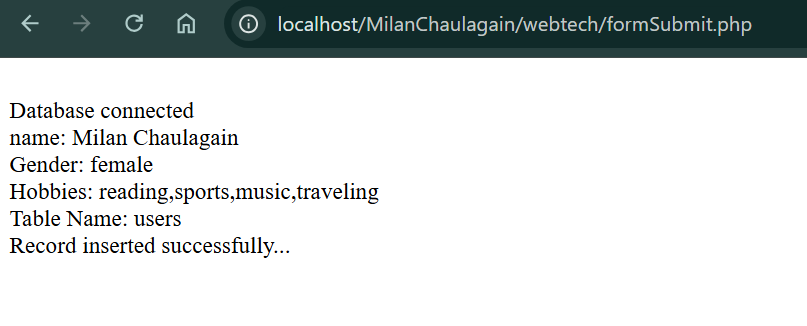 localhost/MilanChaulagain/webtech/formSubmit.php
Database connected
name: Milan Chaulagain
Gender: female
Hobbies: reading,sports,music,traveling
Table Name: users
Record inserted successfully...